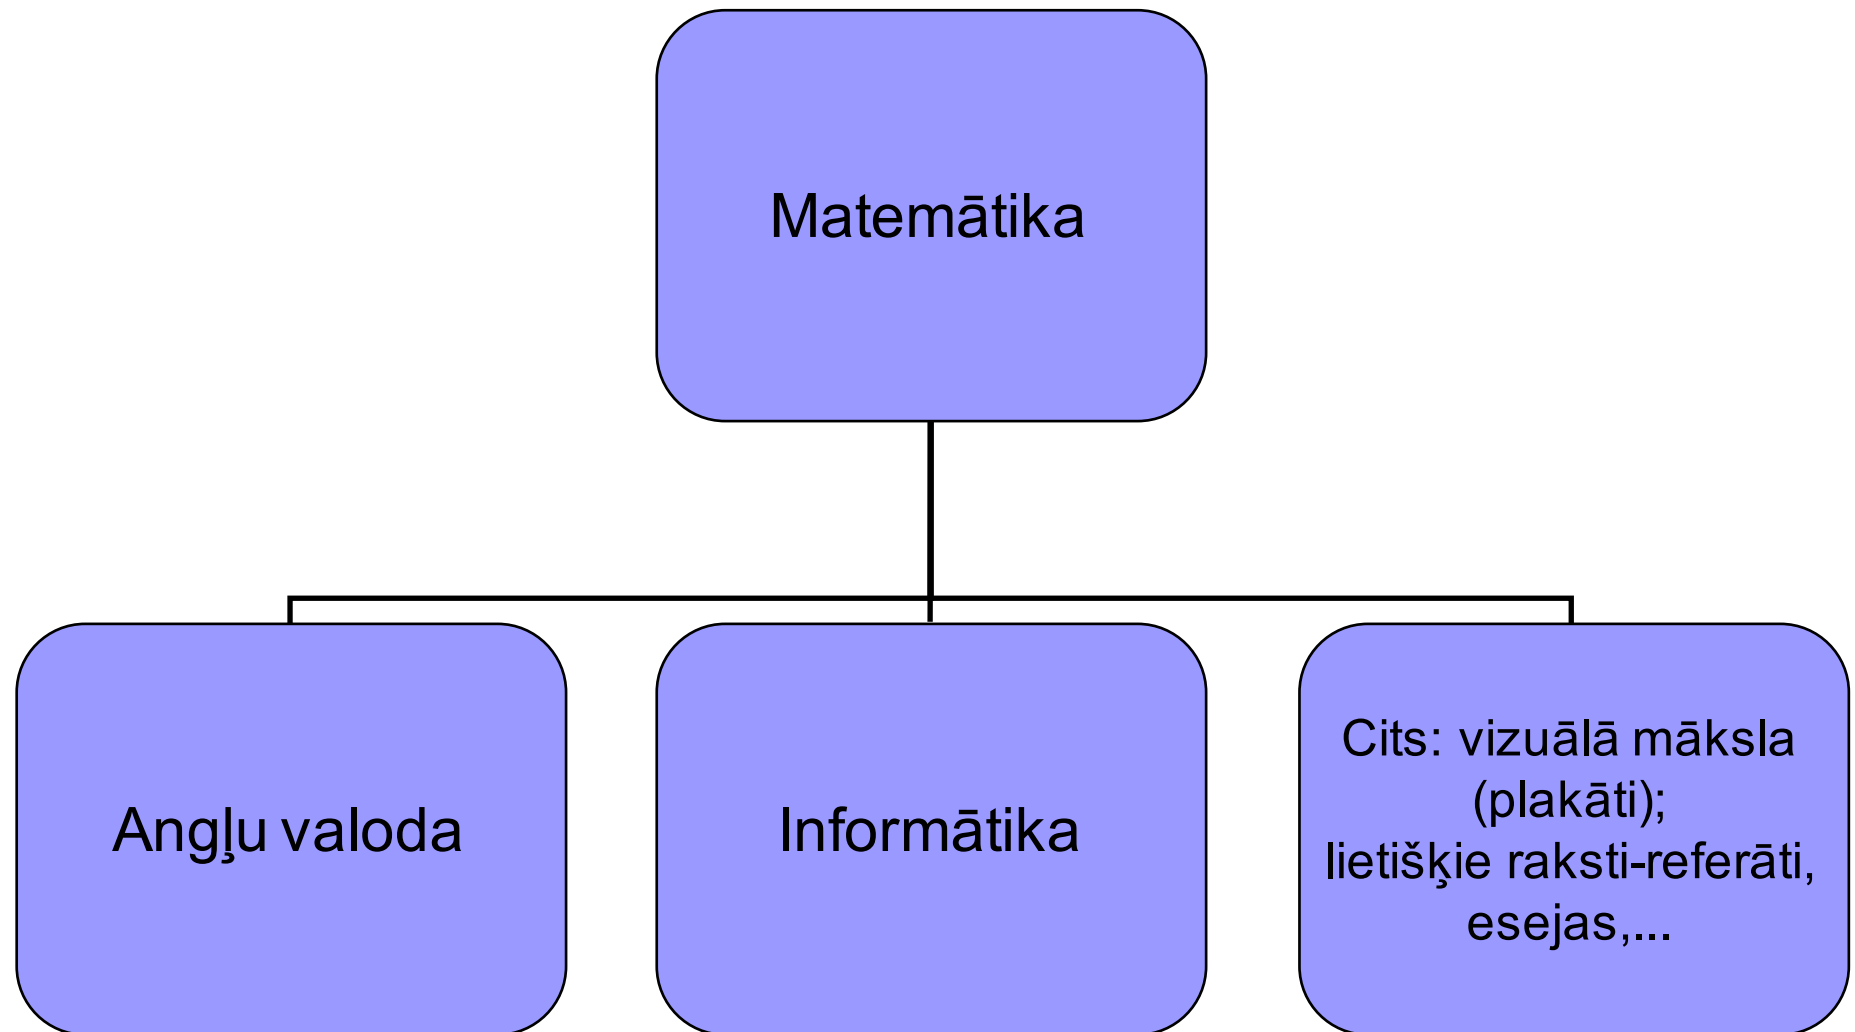 Matemātika
Angļu valoda
Informātika
Cits: vizuālā māksla
(plakāti);
lietišķie raksti-referāti,
esejas,...